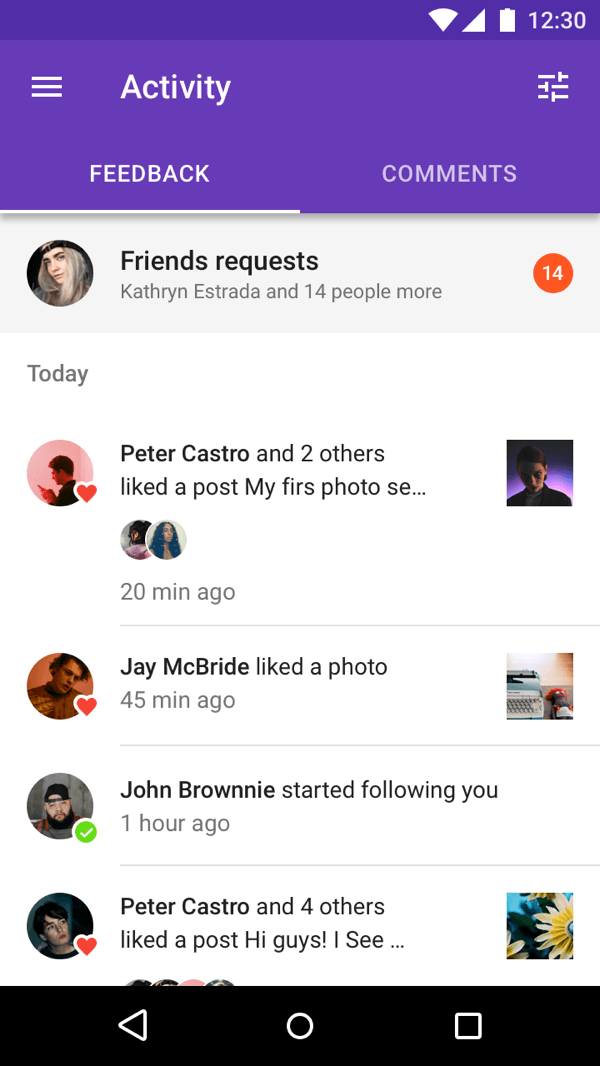 12:30
Activity
FEEDBACK
COMMENTS
Friends requests
Kathryn Estrada and 14 people more
14
Today
Peter Castro and 2 others
liked a post My firs photo se...
20 min ago
Jay McBride liked a photo
45 min ago
John Brownnie started following you
1 hour ago
Peter Castro and 4 others
liked a post Hi guys! I See ...